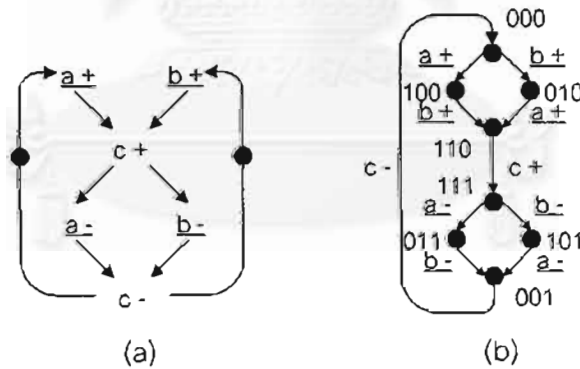 a+ b+
c+
a- b-
c-
(a)
000
a+ b+
100 010
b+ a+
110
c- c+
111
a- b-
011 101
b- a-
001
(b)